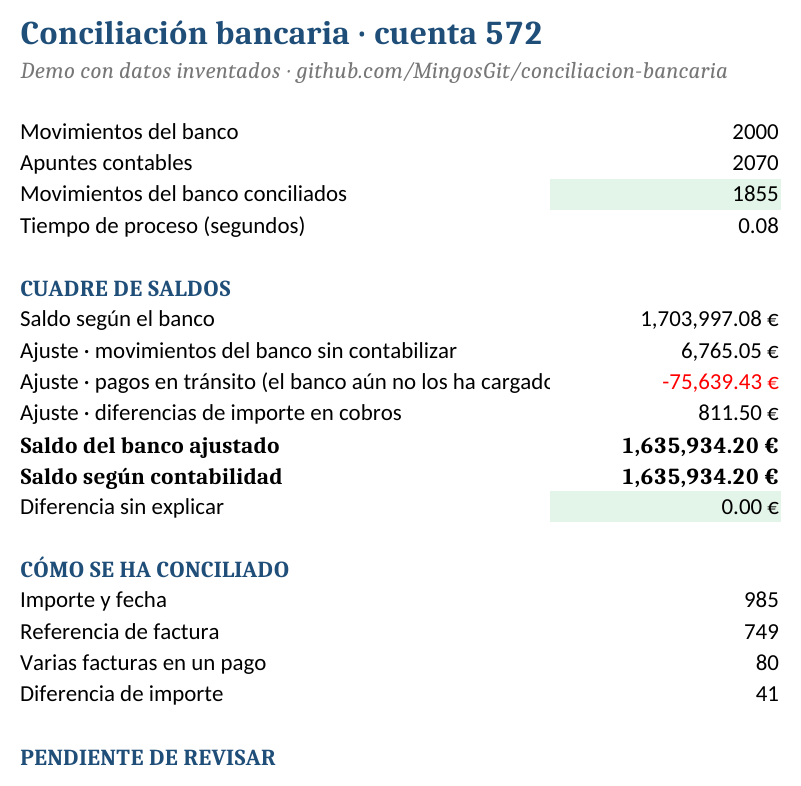 Conciliación bancaria · cuenta 572
Demo con datos inventados · github.com/MingosGit/conciliacion-bancaria
Movimientos del banco 2000
Apuntes contables 2070
Movimientos del banco conciliados 1855
Tiempo de proceso (segundos) 0.08
CUADRE DE SALDOS
Saldo según el banco 1,703,997.08 €
Ajuste · movimientos del banco sin contabilizar 6,765.05 €
Ajuste · pagos en tránsito (el banco aún no los ha cargado -75,639.43 €
Ajuste · diferencias de importe en cobros 811.50 €
Saldo del banco ajustado 1,635,934.20 €
Saldo según contabilidad 1,635,934.20 €
Diferencia sin explicar 0.00 €
CÓMO SE HA CONCILIADO
Importe y fecha 985
Referencia de factura 749
Varias facturas en un pago 80
Diferencia de importe 41
PENDIENTE DE REVISAR